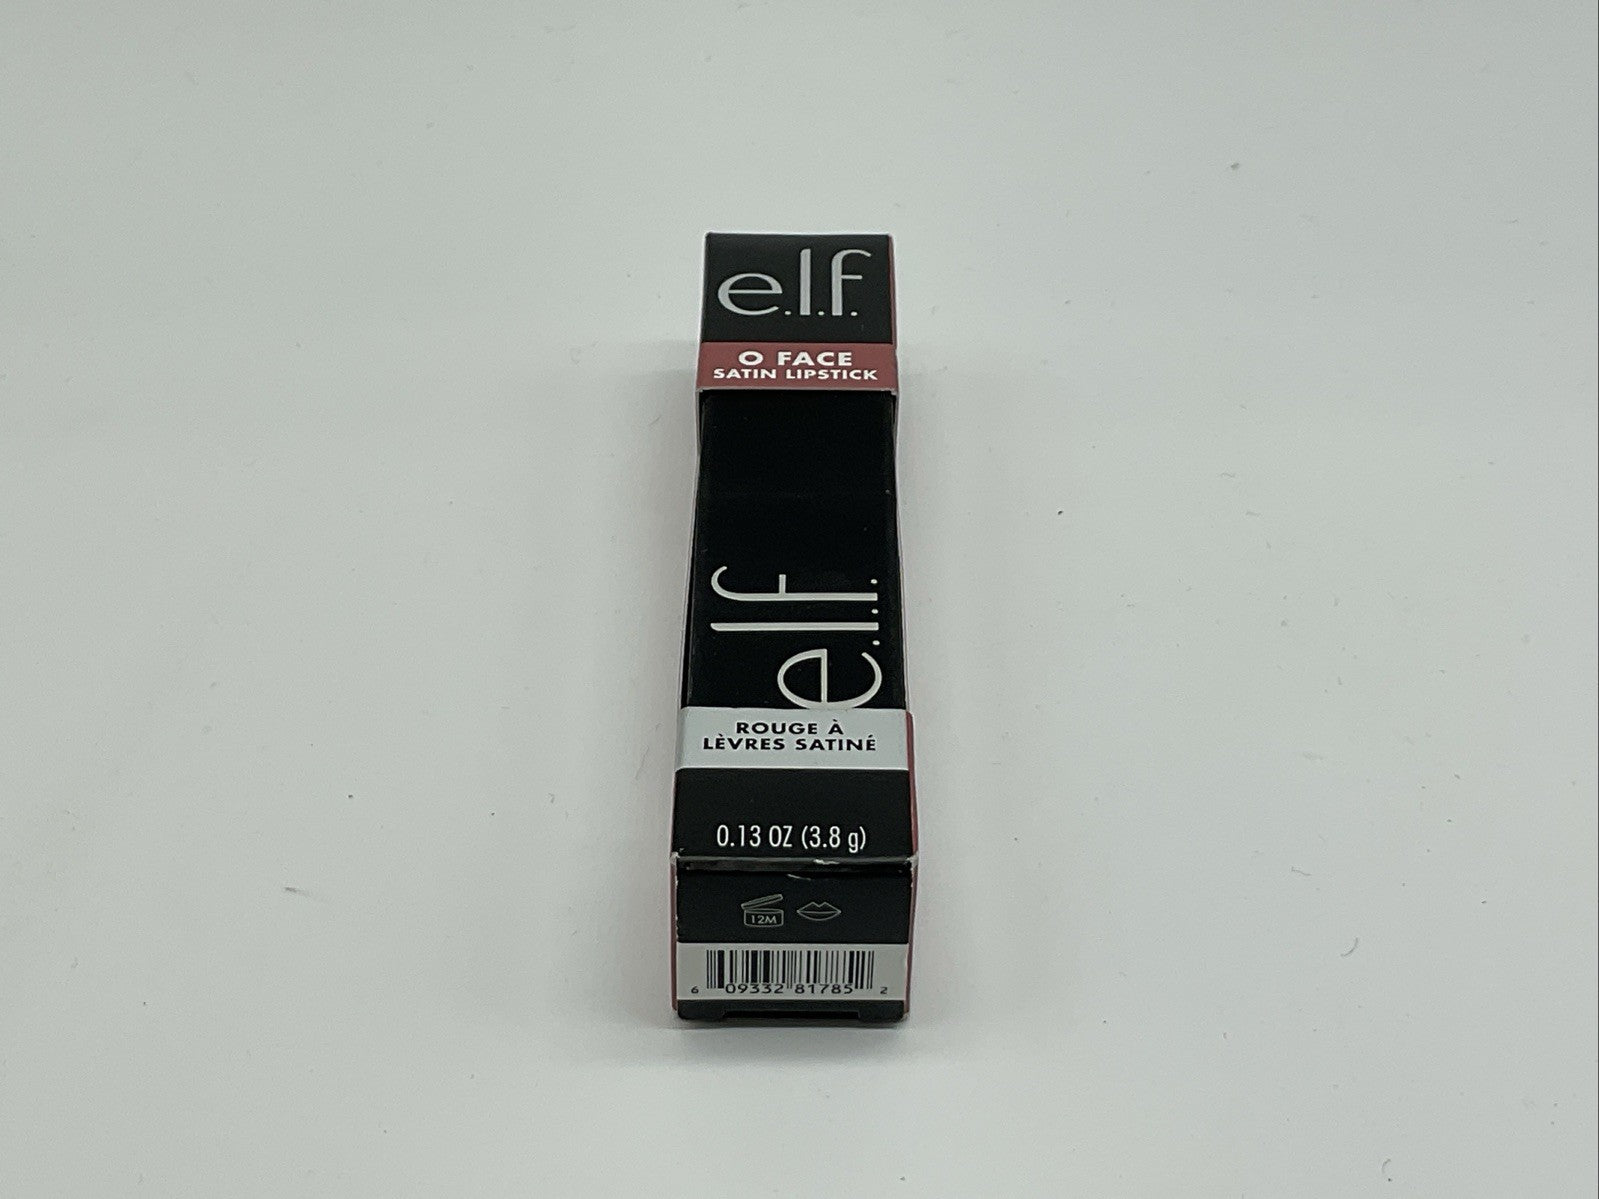 e.l.f.
O FACE
SATIN LIPSTICK
e.l.f.
ROUGE À
LÈVRES SATINÉ
0.13 OZ (3.8 g)
12M
6 09332 81785 2